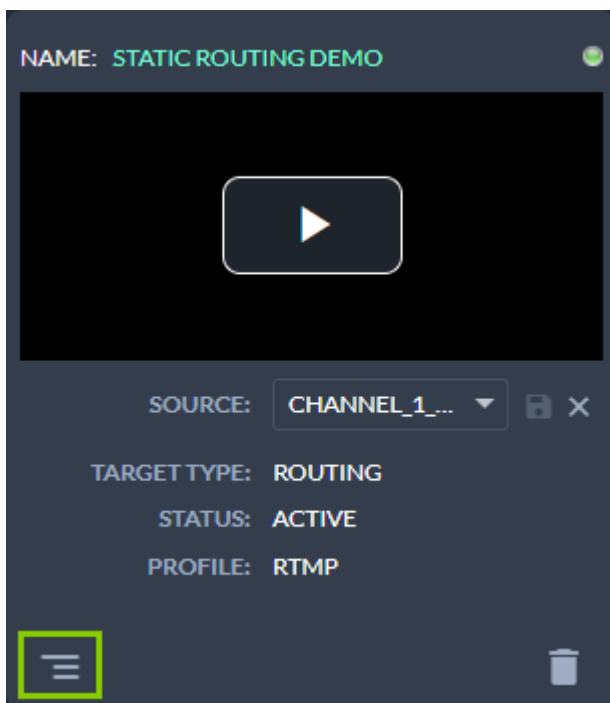 NAME: STATIC ROUTING DEMO
SOURCE: CHANNEL_1_...
TARGET TYPE: ROUTING
STATUS: ACTIVE
PROFILE: RTMP